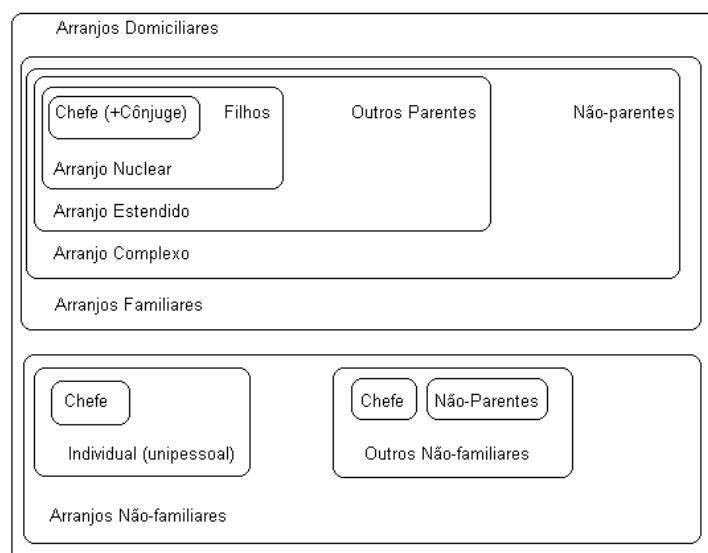 Arranjos Domiciliares
Chefe (+Cônjuge) Filhos Outros Parentes Não-parentes
Arranjo Nuclear
Arranjo Estendido
Arranjo Complexo
Arranjos Familiares
Chefe Chefe Não-Parentes
Individual (unipessoal) Outros Não-familiares
Arranjos Não-familiares